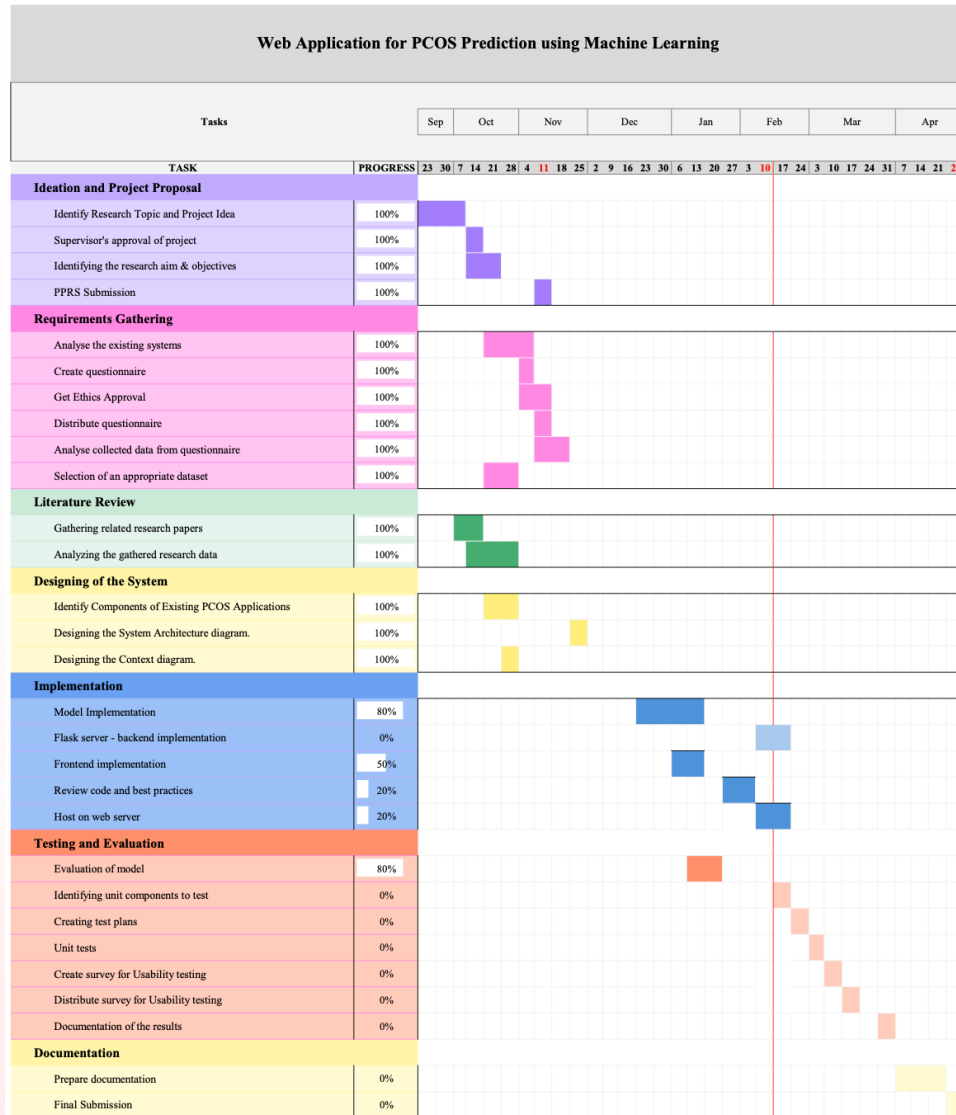 Web Application for PCOS Prediction using Machine Learning
Tasks Sep Oct Nov Dec Jan Feb Mar Apr
TASK PROGRESS 23 30 7 14 21 28 4 11 18 25 2 9 16 23 30 6 13 20 27 3 10 17 24 3 10 17 24 31 7 14 21
Ideation and Project Proposal
Identify Research Topic and Project Idea 100%
Supervisor's approval of project 100%
Identifying the research aim & objectives 100%
PPRS Submission 100%
Requirements Gathering
Analyse the existing systems 100%
Create questionnaire 100%
Get Ethics Approval 100%
Distribute questionnaire 100%
Analyse collected data from questionnaire 100%
Selection of an appropriate dataset 100%
Literature Review
Gathering related research papers 100%
Analyzing the gathered research data 100%
Designing of the System
Identify Components of Existing PCOS Applications 100%
Designing the System Architecture diagram. 100%
Designing the Context diagram. 100%
Implementation
Model Implementation 80%
Flask server - backend implementation 0%
Frontend implementation 50%
Review code and best practices 20%
Host on web server 20%
Testing and Evaluation
Evaluation of model 80%
Identifying unit components to test 0%
Creating test plans 0%
Unit tests 0%
Create survey for Usability testing 0%
Distribute survey for Usability testing 0%
Documentation of the results 0%
Documentation
Prepare documentation 0%
Final Submission 0%